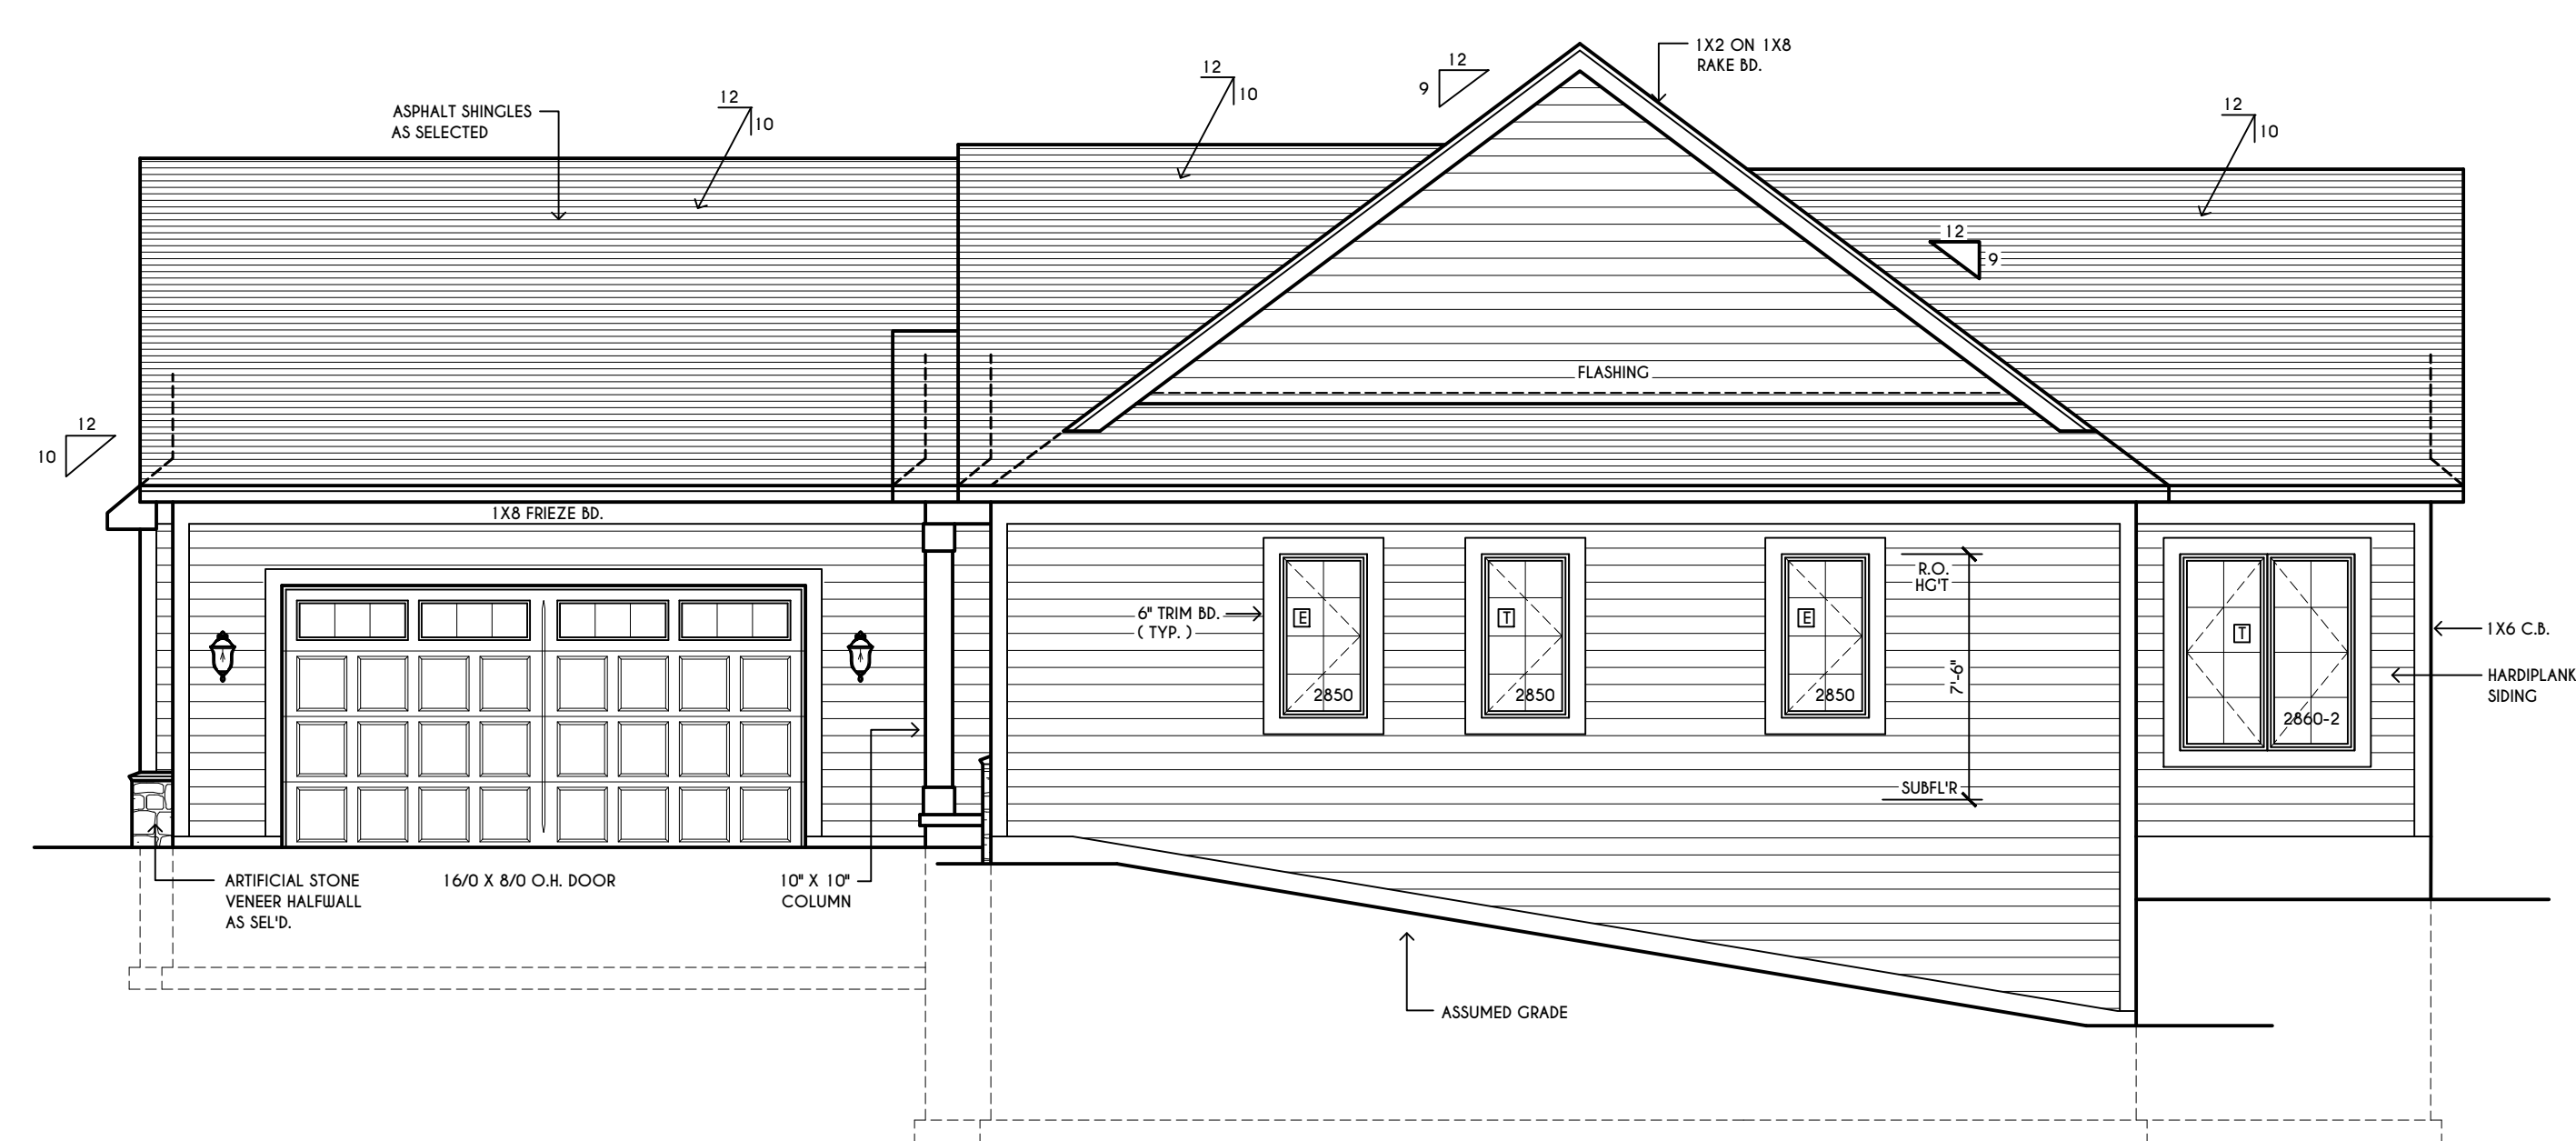 1X2 ON 1X8
RAKE BD.
12
9
12
10
12
10
12
10
ASPHALT SHINGLES
AS SELECTED
12
9
FLASHING
12
10
1X8 FRIEZE BD.
R.O.
HG'T
6" TRIM BD.
( TYP. )
E
T
E
T
1X6 C.B.
HARDIPLANK
SIDING
7'-6"
2850
2850
2850
2860-2
SUBFL'R
ARTIFICIAL STONE
VENEER HALFWALL
AS SEL'D.
16/0 X 8/0 O.H. DOOR
10" X 10"
COLUMN
ASSUMED GRADE